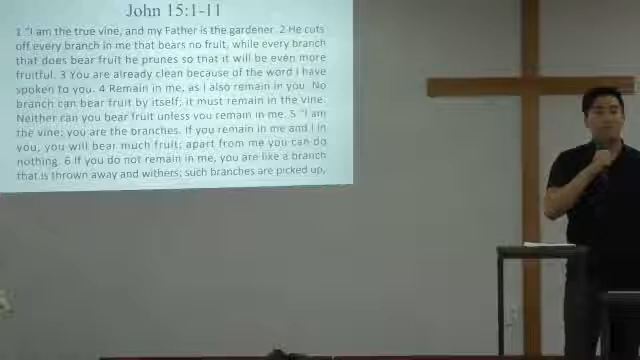 John 15:1-11
1 "I am the true vine, and my Father is the gardener. 2 He cuts
off every branch in me that bears no fruit, while every branch
that does bear fruit he prunes so that it will be even more
fruitful. 3 You are already clean because of the word I have
spoken to you. 4 Remain in me, as I also remain in you. No
branch can bear fruit by itself; it must remain in the vine.
Neither can you bear fruit unless you remain in me. 5 "I am
the vine; you are the branches. If you remain in me and I in
you, you will bear much fruit; apart from me you can do
nothing. 6 If you do not remain in me, you are like a branch
that is thrown away and withers; such branches are picked up,